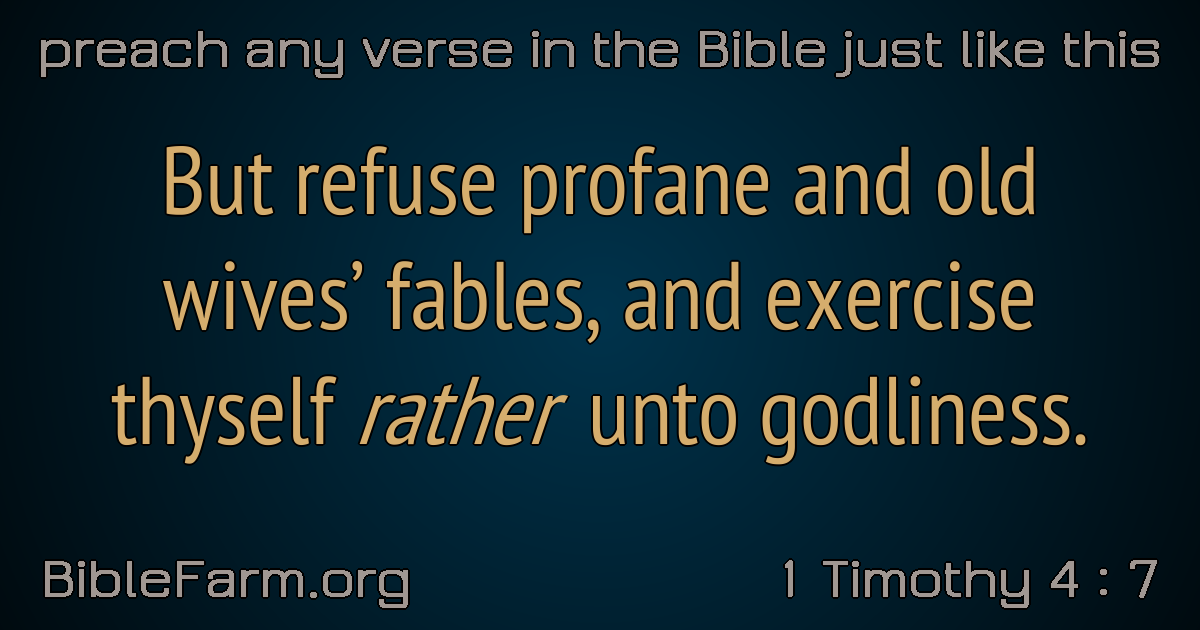 preach any verse in the Bible just like this
But refuse profane and old
wives’ fables, and exercise
thyself rather unto godliness.
BibleFarm.org
1 Timothy 4 : 7